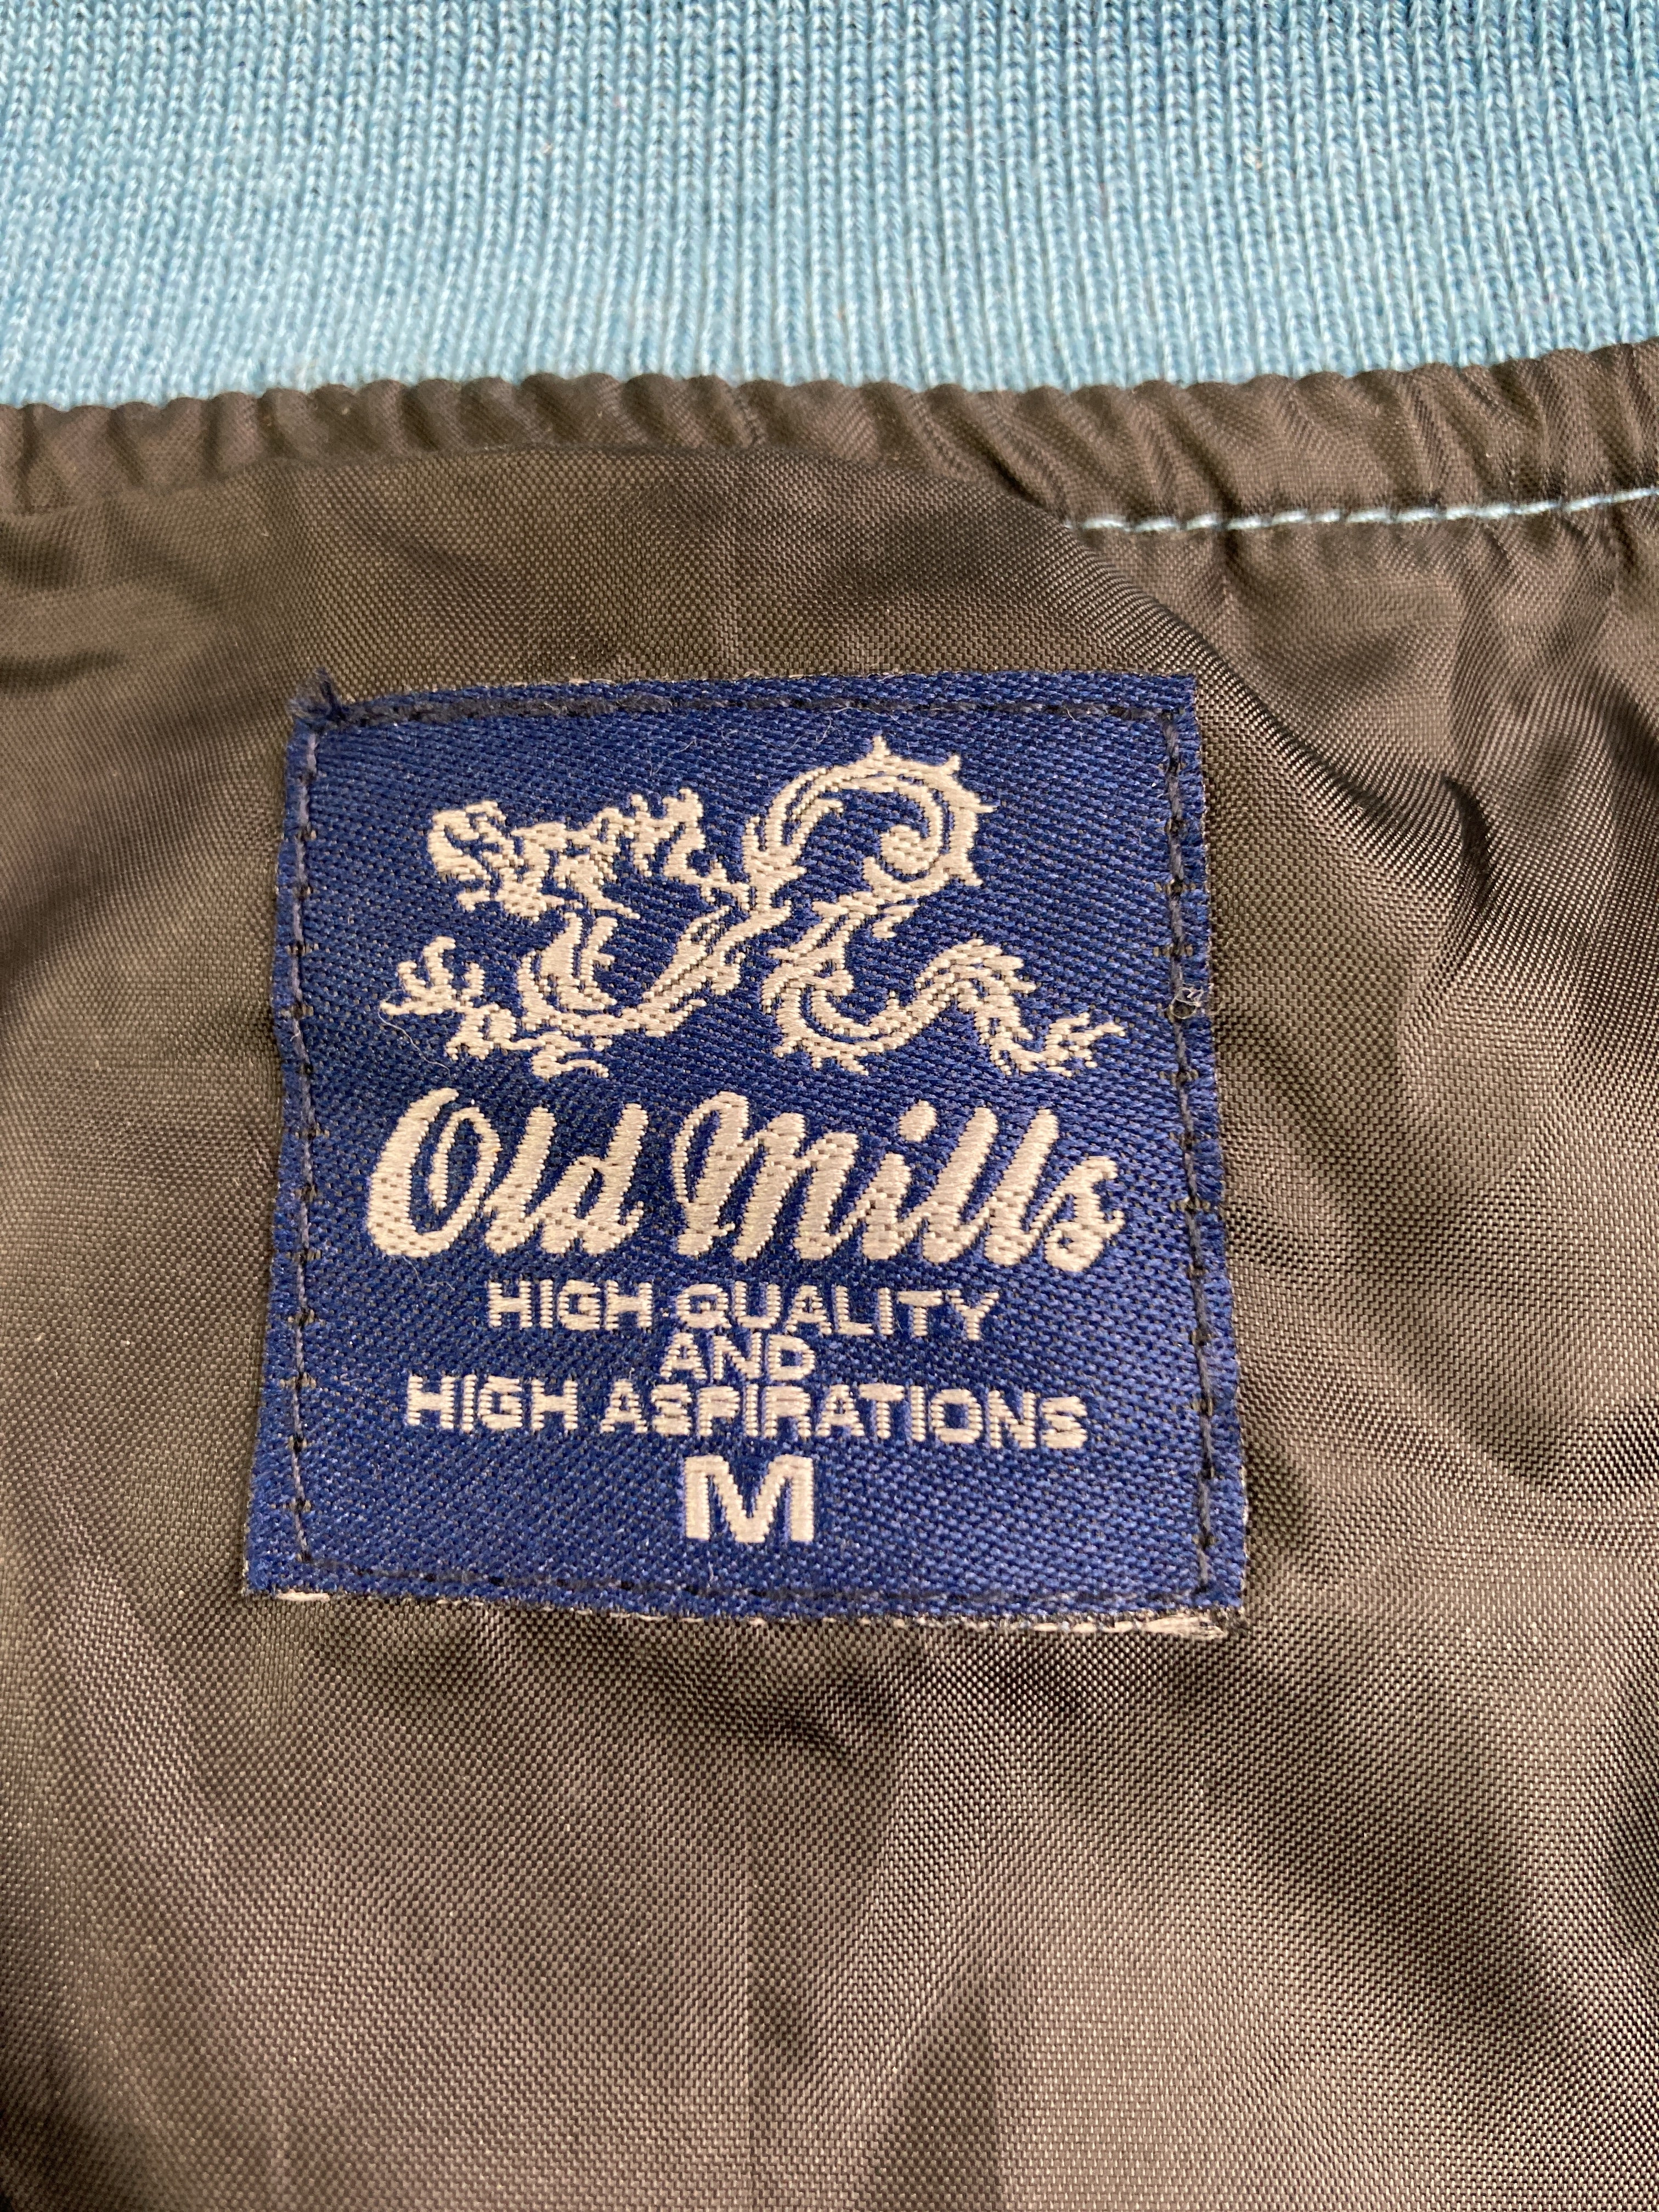 Old Mills
HIGH QUALITY
AND
HIGH ASPIRATIONS
M